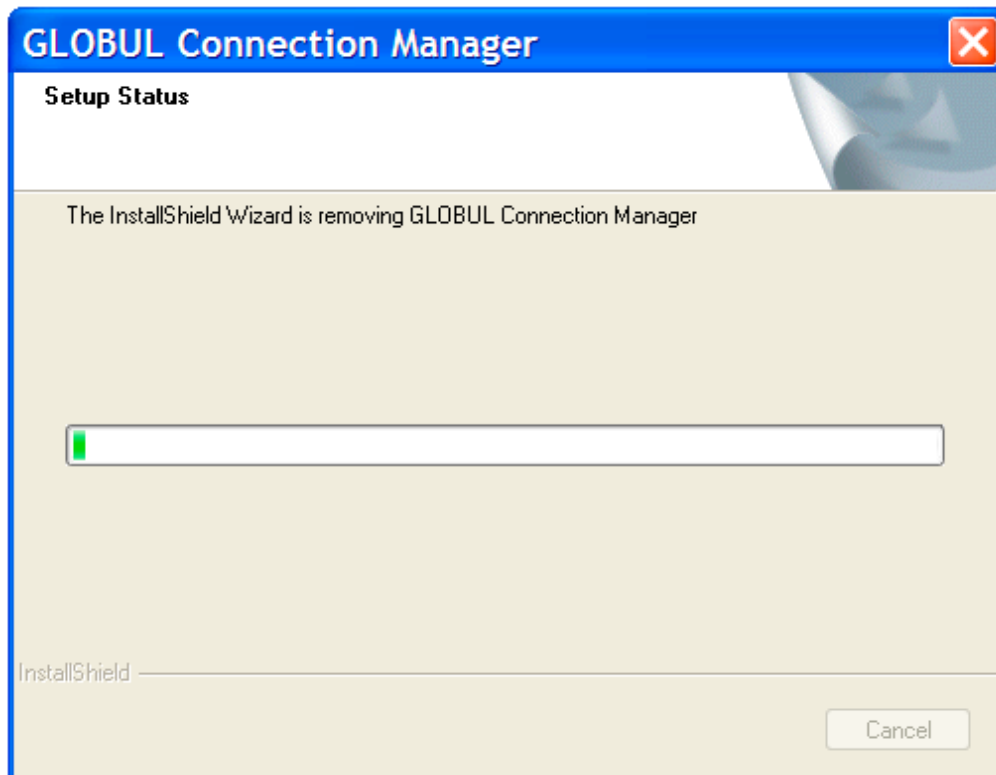 GLOBUL Connection Manager
Setup Status
The InstallShield Wizard is removing GLOBUL Connection Manager
InstallShield
Cancel